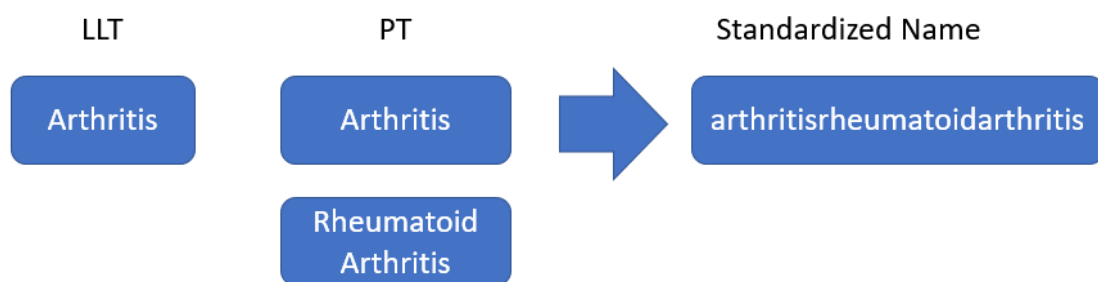 LLT
PT
Standardized Name
Arthritis
Arthritis
arthritisrheumatoidarthritis
Rheumatoid
Arthritis